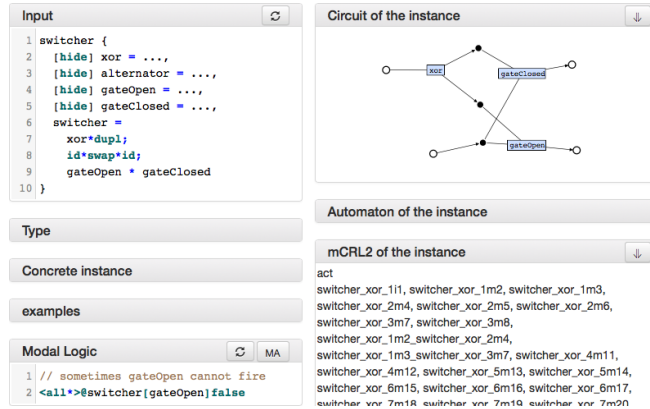 Input
1 switcher {
2 [hide] xor = ...,
3 [hide] alternator = ...,
4 [hide] gateOpen = ...,
5 [hide] gateClosed = ...,
6 switcher =
7 xor*dupl;
8 id*swap*id;
9 gateOpen * gateClosed
10 }
Type
Concrete instance
examples
Modal Logic MA
1 // sometimes gateOpen cannot fire
2 <all*>@switcher[gateOpen]false
Circuit of the instance
xor
gateClosed
gateOpen
Automaton of the instance
mCRL2 of the instance
act
switcher_xor_1i1, switcher_xor_1m2, switcher_xor_1m3,
switcher_xor_2m4, switcher_xor_2m5, switcher_xor_2m6,
switcher_xor_3m7, switcher_xor_3m8,
switcher_xor_1m2_switcher_xor_2m4,
switcher_xor_1m3_switcher_xor_3m7, switcher_xor_4m11,
switcher_xor_4m12, switcher_xor_5m13, switcher_xor_5m14,
switcher_xor_6m15, switcher_xor_6m16, switcher_xor_6m17,
switcher_xor_7m18, switcher_xor_7m19, switcher_xor_7m20